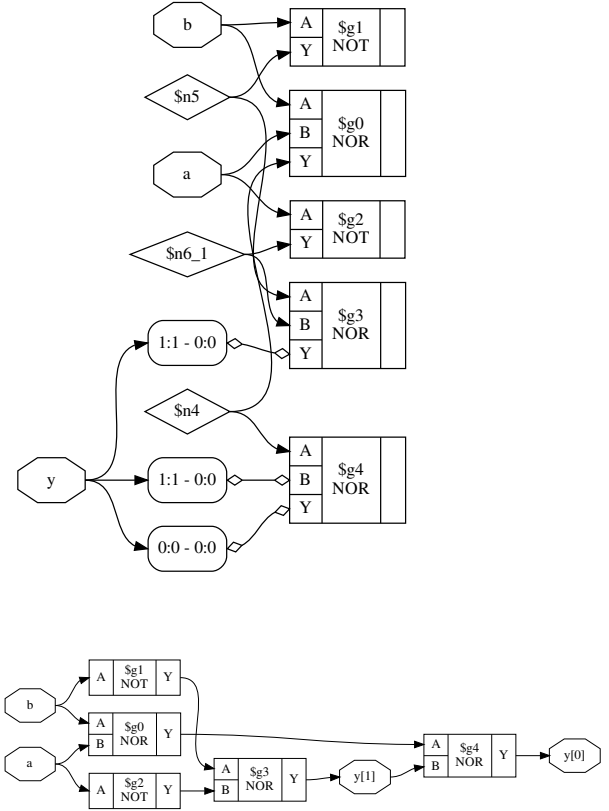 b
A
$g1
NOT
Y
$n5
A
B
$g0
NOR
Y
a
A
$g2
NOT
Y
$n6_1
A
B
$g3
NOR
Y
1:1 - 0:0
$n4
A
B
$g4
NOR
Y
y
1:1 - 0:0
0:0 - 0:0
b
a
A
$g1
NOT
Y
A
B
$g0
NOR
Y
A
$g2
NOT
Y
A
B
$g3
NOR
Y
y[1]
A
B
$g4
NOR
Y
y[0]